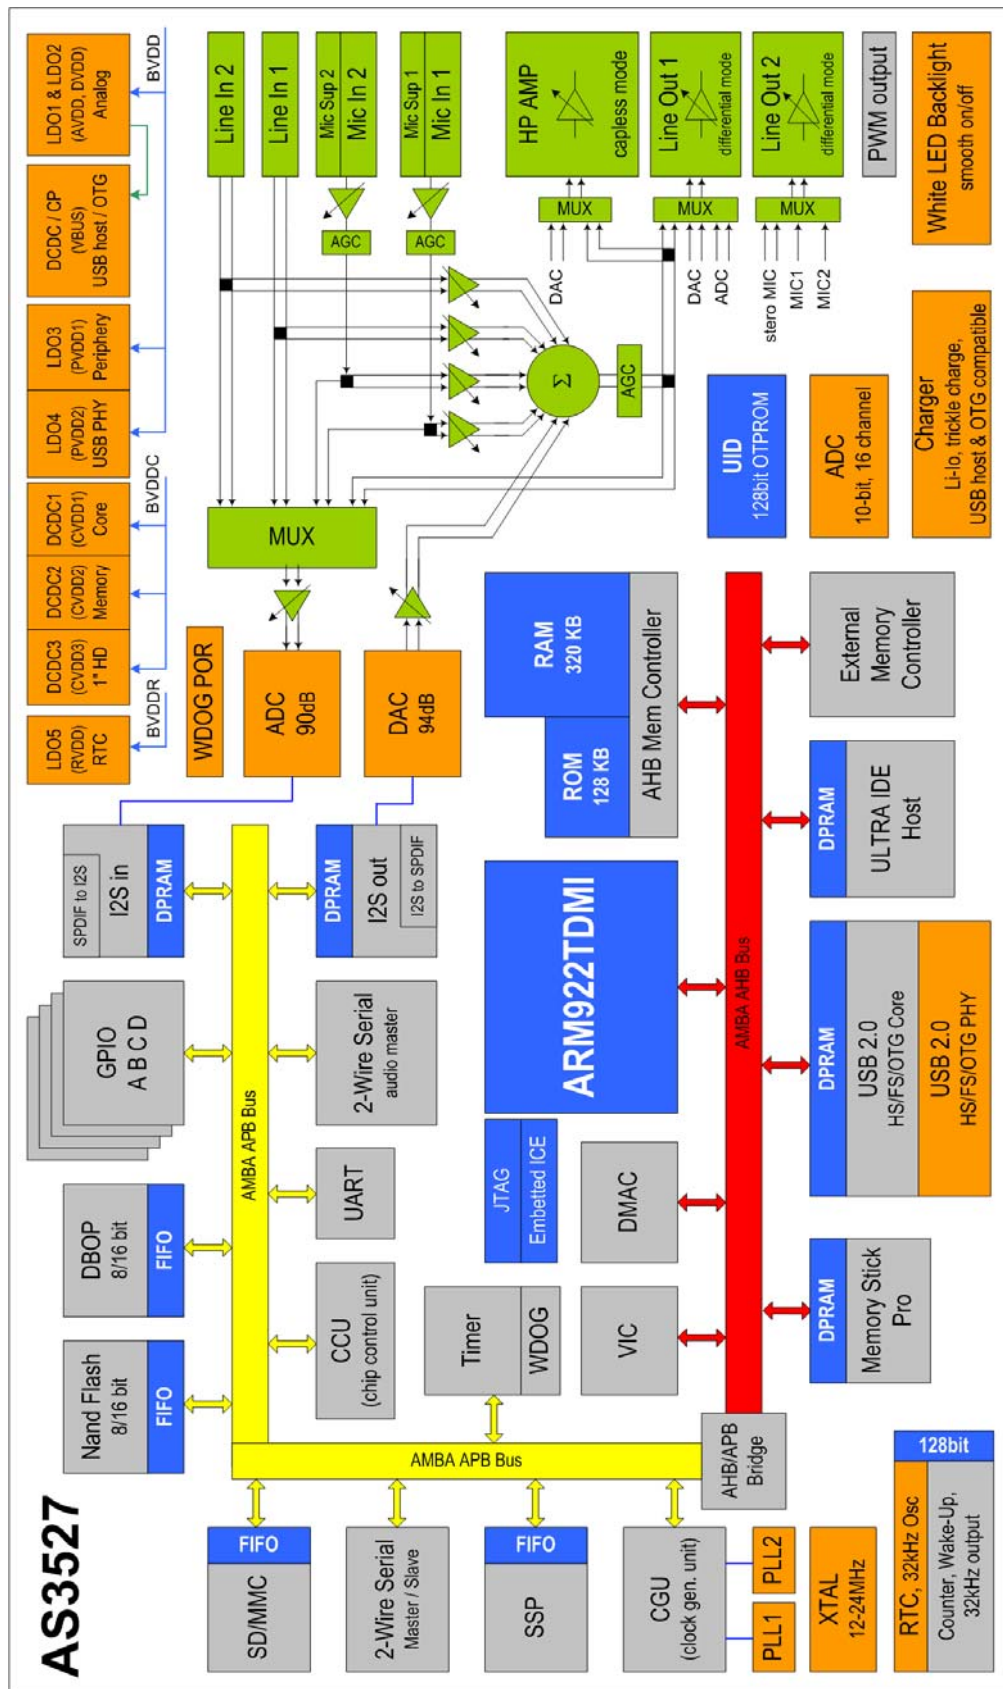 AS3527
SD/MMC
FIFO
2-Wire Serial
Master / Slave
SSP
FIFO
CGU
(clock gen. unit)
PLL1
PLL2
XTAL
12-24MHz
RTC, 32kHz Osc
Counter, Wake-Up,
32kHz output
128bit
Nand Flash
8/16 bit
FIFO
DBOP
8/16 bit
FIFO
GPIO
A B C D
SPDIF to I2S
I2S in
DPRAM
AMBA APB Bus
AMBA APB Bus
CCU
(chip control unit)
UART
2-Wire Serial
audio master
DPRAM
I2S out
I2S to SPDIF
Timer
WDOG
VIC
DMAC
JTAG
Embetted ICE
ARM922TDMI
ROM
128 KB
RAM
320 KB
AHB Mem Controller
AHB/APB
Bridge
AMBA AHB Bus
DPRAM
Memory Stick
Pro
DPRAM
USB 2.0
HS/FS/OTG Core
USB 2.0
HS/FS/OTG PHY
DPRAM
ULTRA IDE
Host
External
Memory
Controller
LDO5
(RVDD)
RTC
DCDC3
(CVDD3)
1" HD
DCDC2
(CVDD2)
Memory
DCDC1
(CVDD1)
Core
LDO4
(PVDD2)
USB PHY
LDO3
(PVDD1)
Periphery
DCDC / CP
(VBUS)
USB host / OTG
LDO1 & LDO2
(AVDD, DVDD)
Analog
BVDDR
BVDDC
BVDD
WDOG POR
ADC
90dB
DAC
94dB
MUX
Line In 2
Line In 1
Mic Sup 2
Mic In 2
Mic Sup 1
Mic In 1
AGC
AGC
Σ
AGC
HP AMP
capless mode
Line Out 1
differential mode
Line Out 2
differential mode
PWM output
MUX
MUX
MUX
DAC
DAC
ADC
stero MIC
MIC1
MIC2
UID
128bit OTPROM
ADC
10-bit, 16 channel
Charger
Li-Io, trickle charge,
USB host & OTG compatible
White LED Backlight
smooth on/off